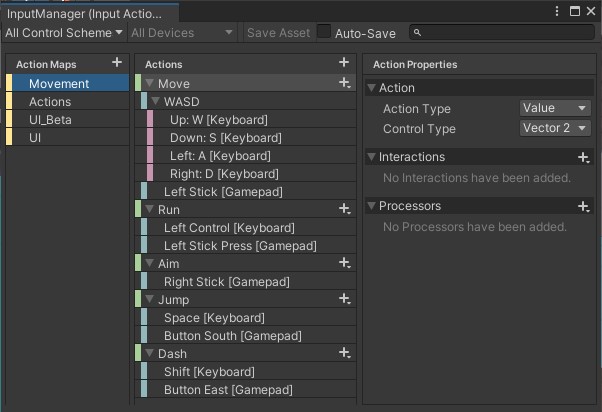 InputManager (Input Actio...
All Control Scheme
All Devices
Save Asset
Auto-Save
Action Maps
Movement
Actions
UI_Beta
UI
Actions
Move
WASD
Up: W [Keyboard]
Down: S [Keyboard]
Left: A [Keyboard]
Right: D [Keyboard]
Left Stick [Gamepad]
Run
Left Control [Keyboard]
Left Stick Press [Gamepad]
Aim
Right Stick [Gamepad]
Jump
Space [Keyboard]
Button South [Gamepad]
Dash
Shift [Keyboard]
Button East [Gamepad]
Action Properties
Action
Action Type Value
Control Type Vector 2
Interactions
No Interactions have been added.
Processors
No Processors have been added.